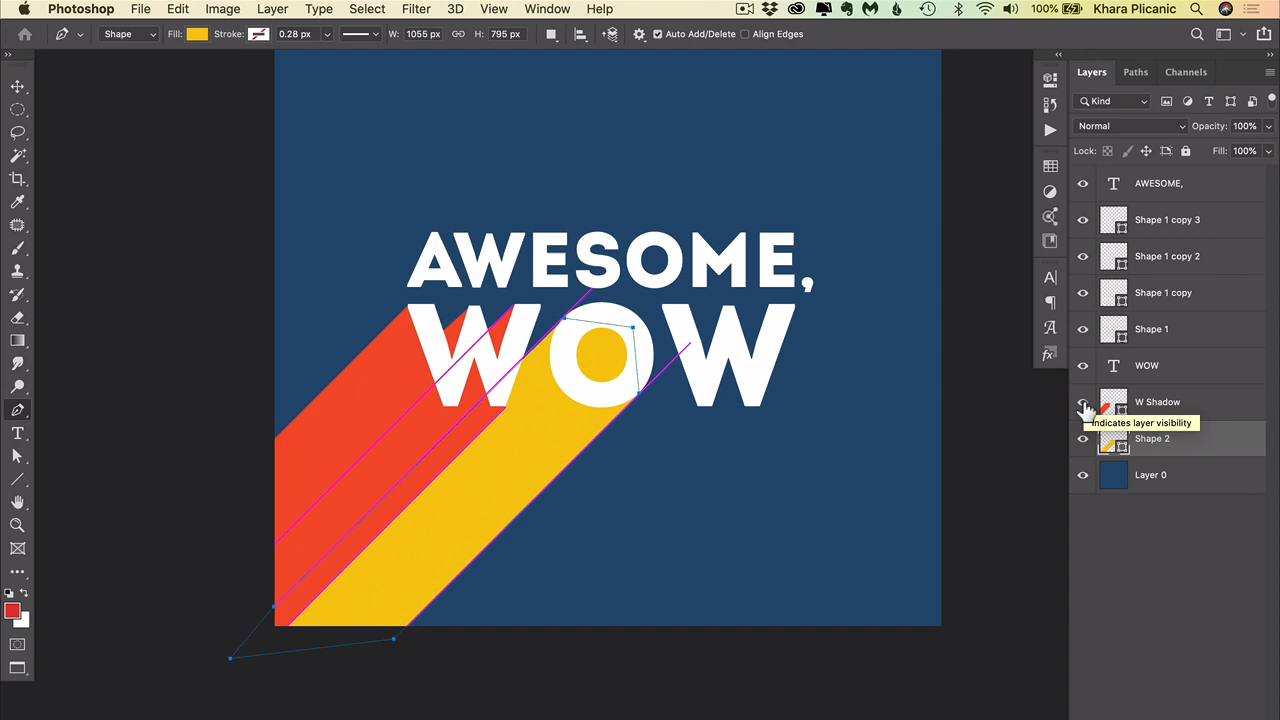 Photoshop File Edit Image Layer Type Select Filter 3D View Window Help 100% Khara Plicanic
Shape Fill: Stroke: 0.28 px W: 1055 px H: 795 px Auto Add/Delete Align Edges
Layers Paths Channels
Kind
Normal Opacity: 100%
Lock: Fill: 100%
AWESOME,
Shape 1 copy 3
Shape 1 copy 2
Shape 1 copy
Shape 1
WOW
W Shadow
Indicates layer visibility
Shape 2
Layer 0
AWESOME,
WOW